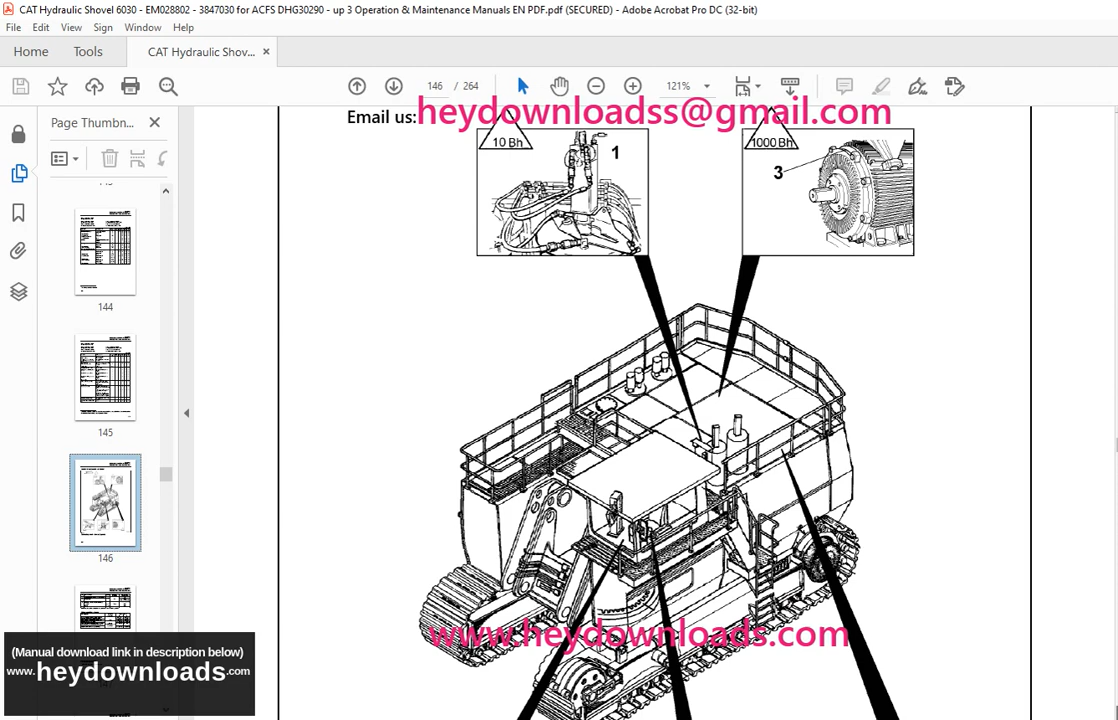 CAT Hydraulic Shovel 6030 - EM028802 - 3847030 for ACFS DHG30290 - up 3 Operation & Maintenance Manuals EN PDF.pdf (SECURED) - Adobe Acrobat Pro DC (32-bit)
File Edit View Sign Window Help
Home Tools CAT Hydraulic Shov... ×
146 / 264 121%
Page Thumbn...
Email us:heydownloadss@gmail.com
10 Bh 1
1000 Bh
3
144
145
146
www.heydownloads.com
(Manual download link in description below)
www.heydownloads.com